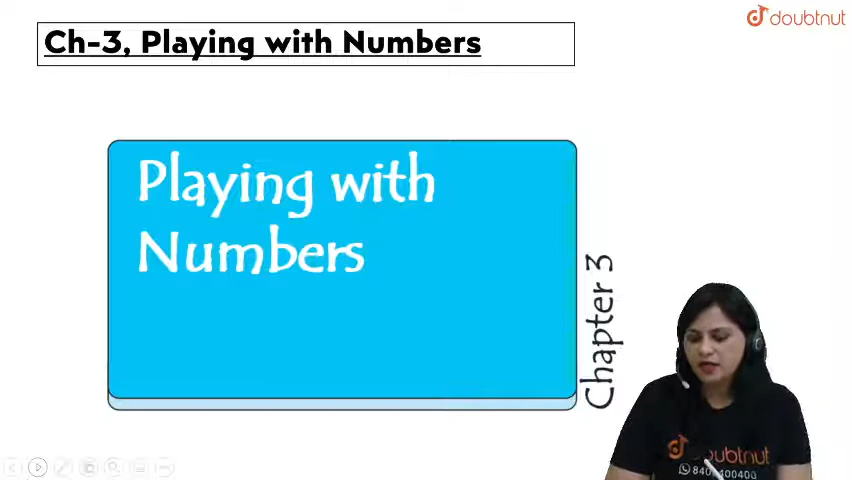 Ch-3, Playing with Numbers
doubtnut
Playing with
Numbers
Chapter 3
doubtnut